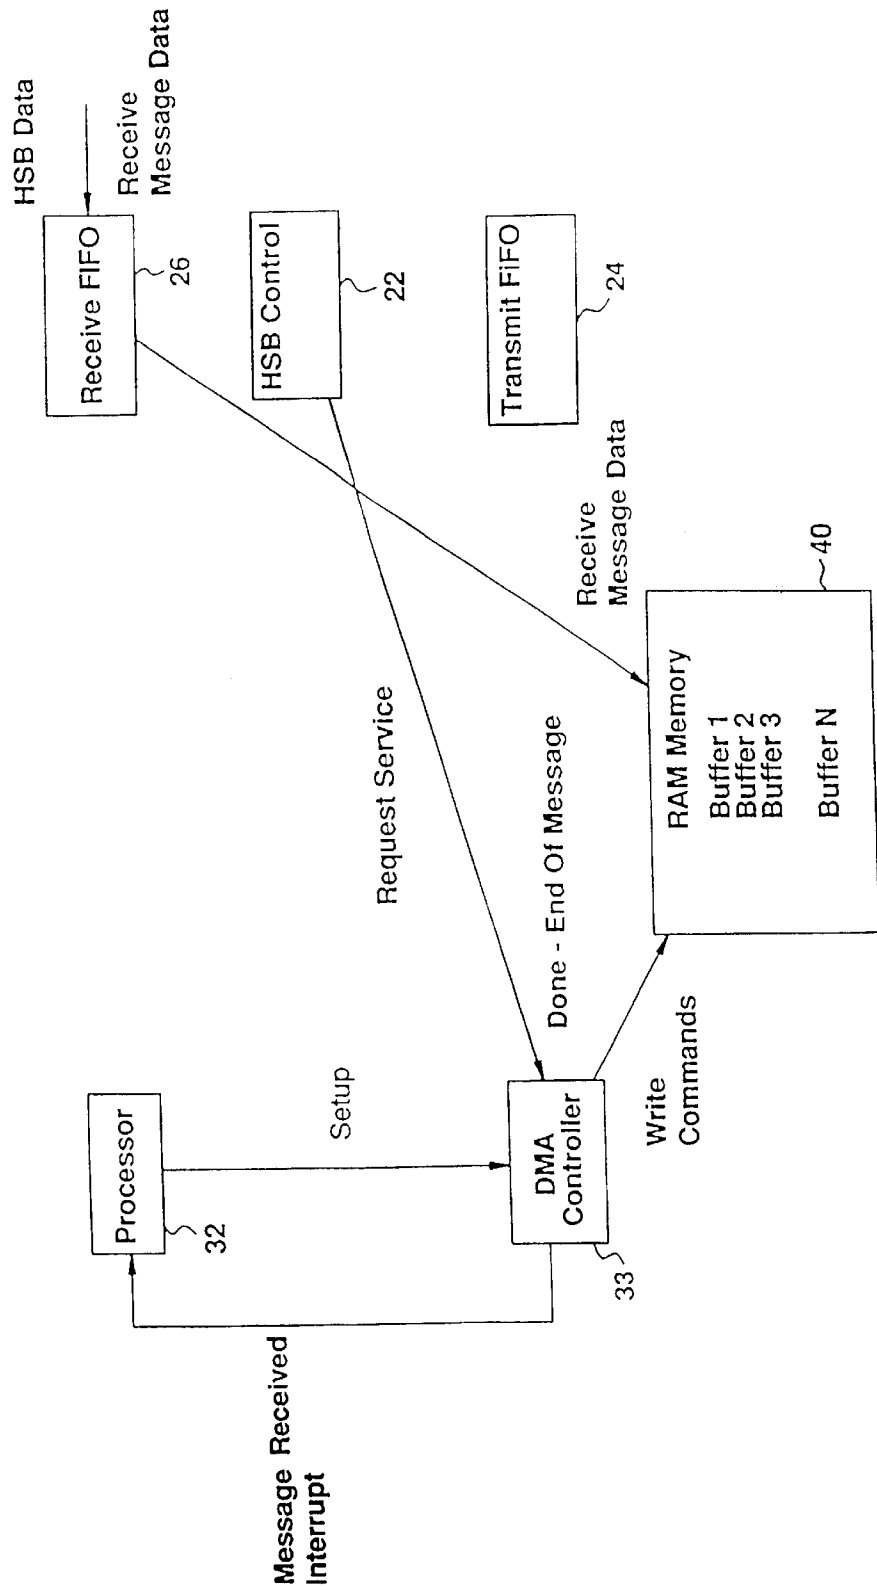 Message Received
Interrupt
Processor
32
Setup
DMA
Controller
33
Write
Commands
Request Service
Done - End Of Message
RAM Memory
Buffer 1
Buffer 2
Buffer 3
Buffer N
40
Receive
Message Data
HSB Data
Receive
Message Data
Receive FIFO
26
HSB Control
22
Transmit FiFO
24